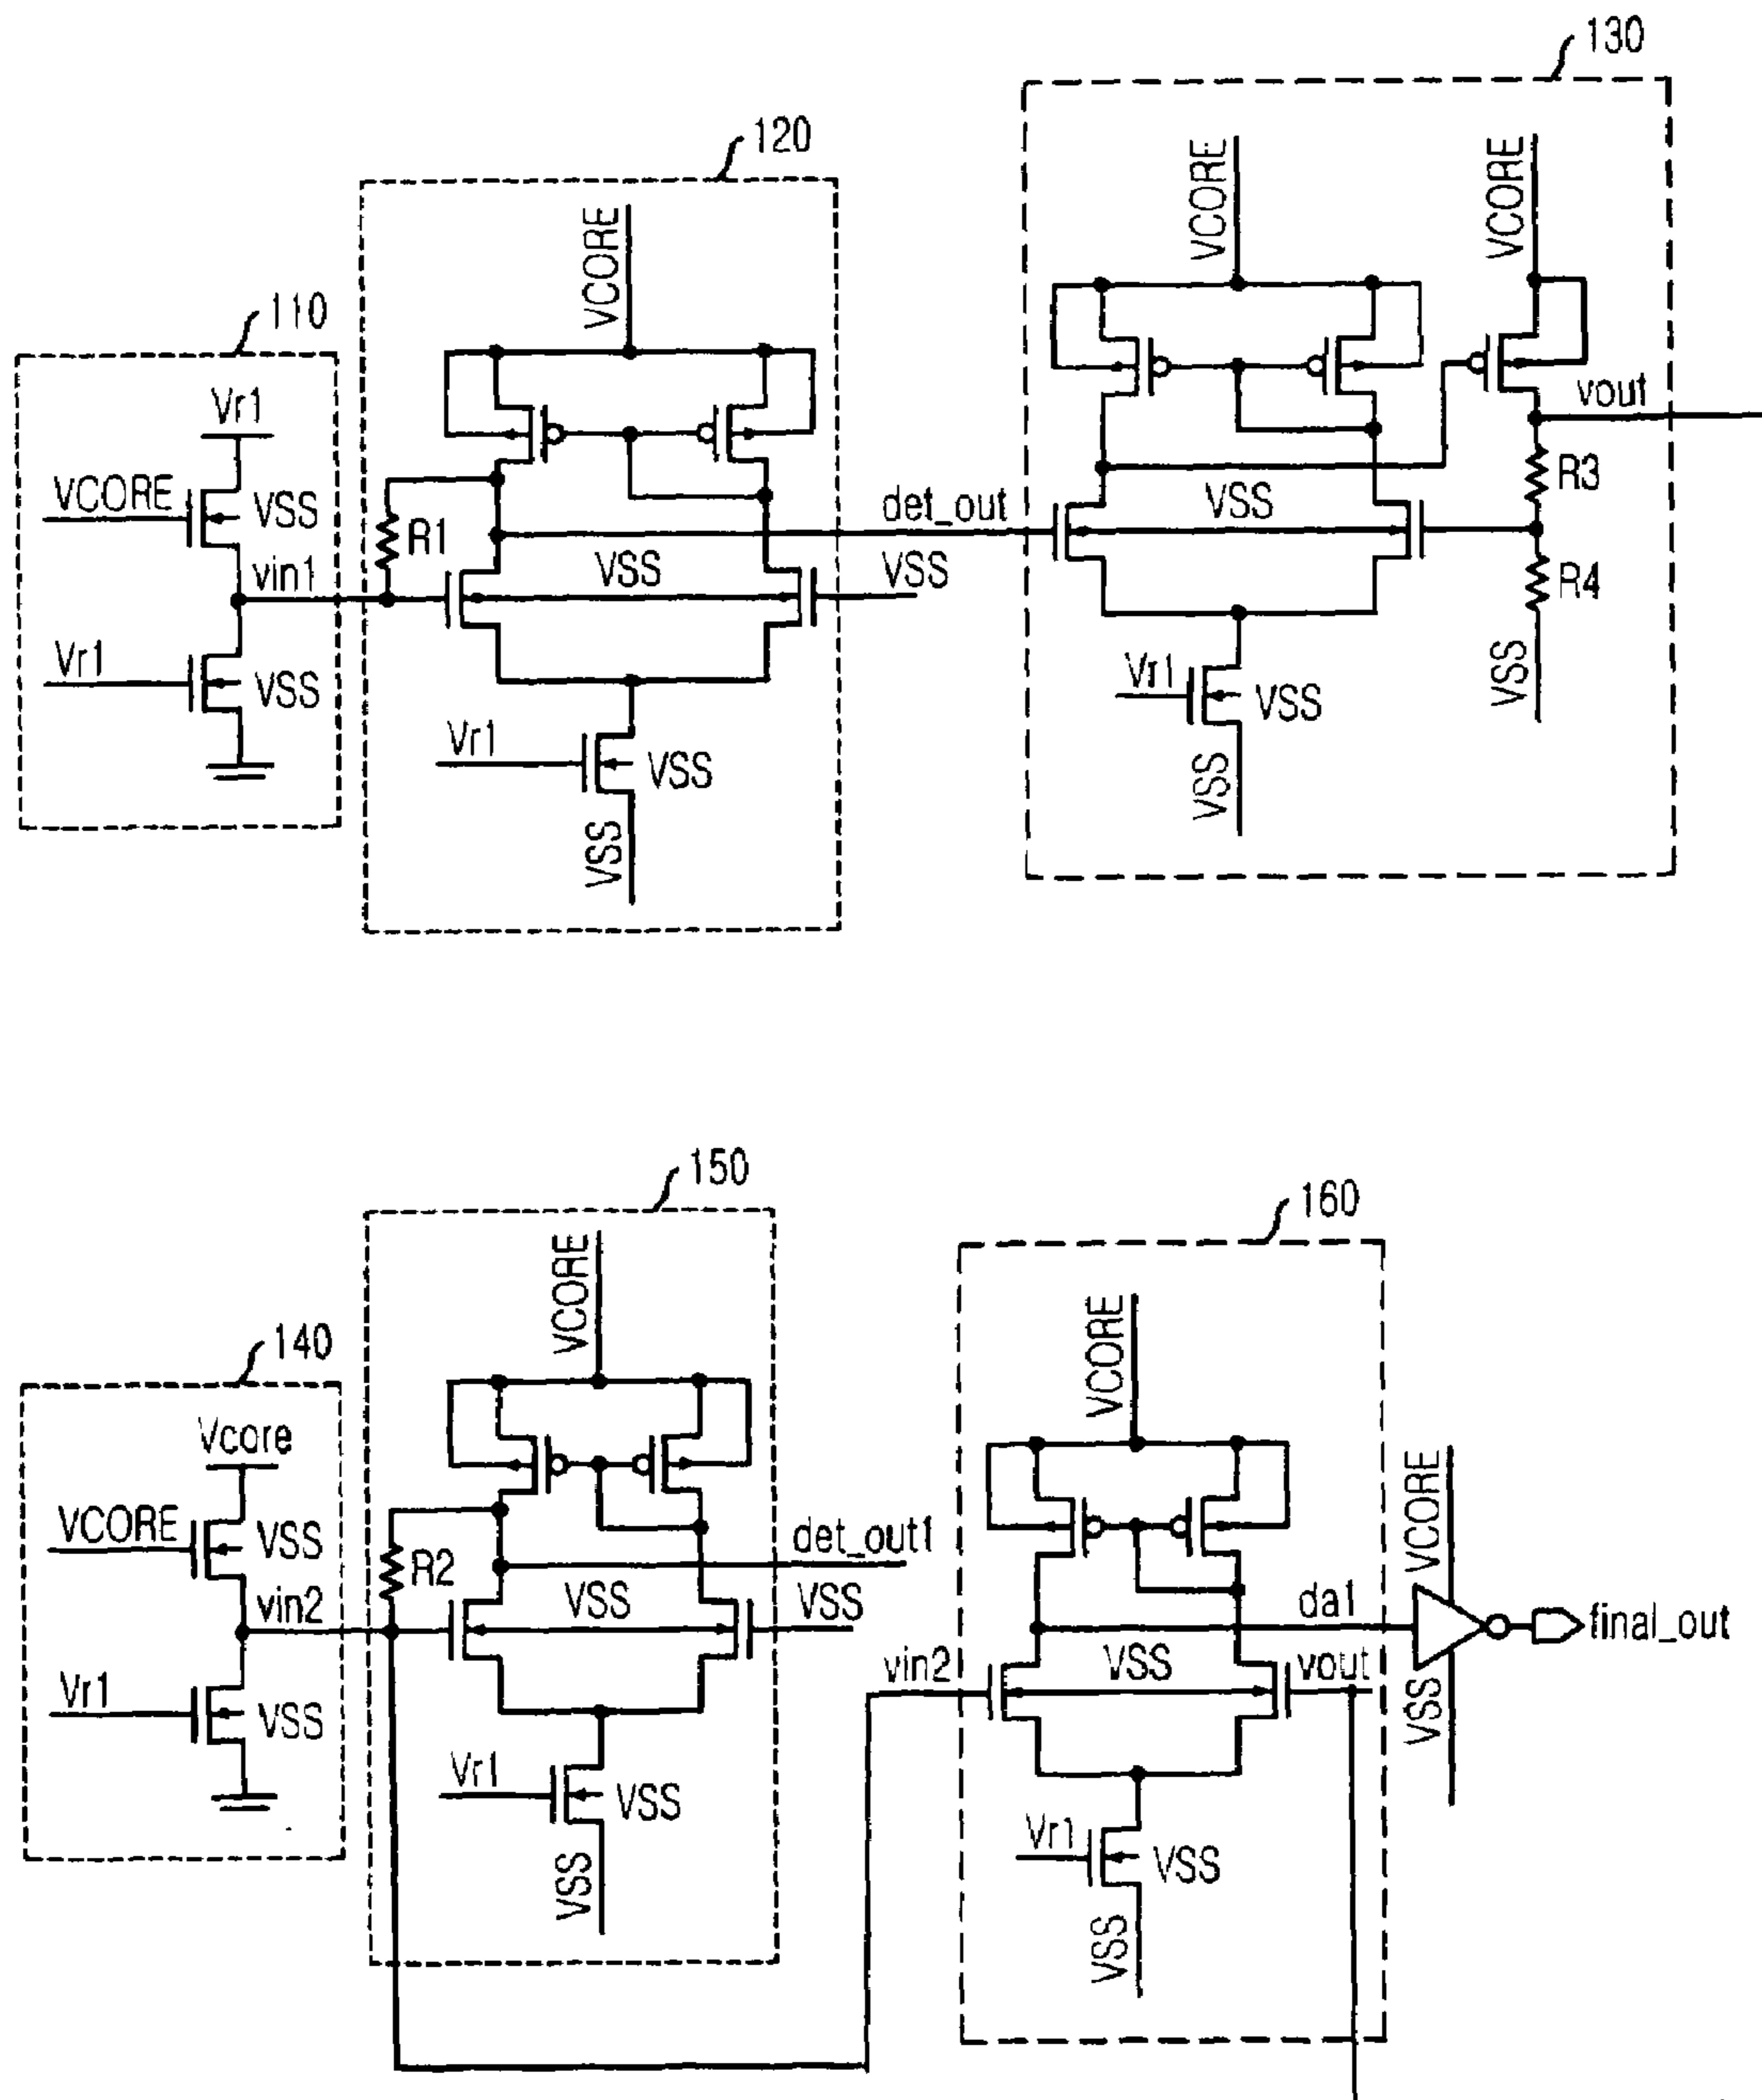 130
120
VCORE
VCORE
VCORE
110
Vr1
vout
VCORE
VSS
R3
det_out
VSS
R1
vin1
VSS
VSS
R4
Vr1
VSS
Vr1
VSS
VSS
Vr1
VSS
VSS
VSS
150
160
VCORE
VCORE
140
Vcore
VCORE
VCORE
VSS
det_out1
R2
vin2
VSS
VSS
da1
final_out
vin2
VSS
vout
VSS
Vr1
VSS
Vr1
VSS
VSS
Vr1
VSS
VSS